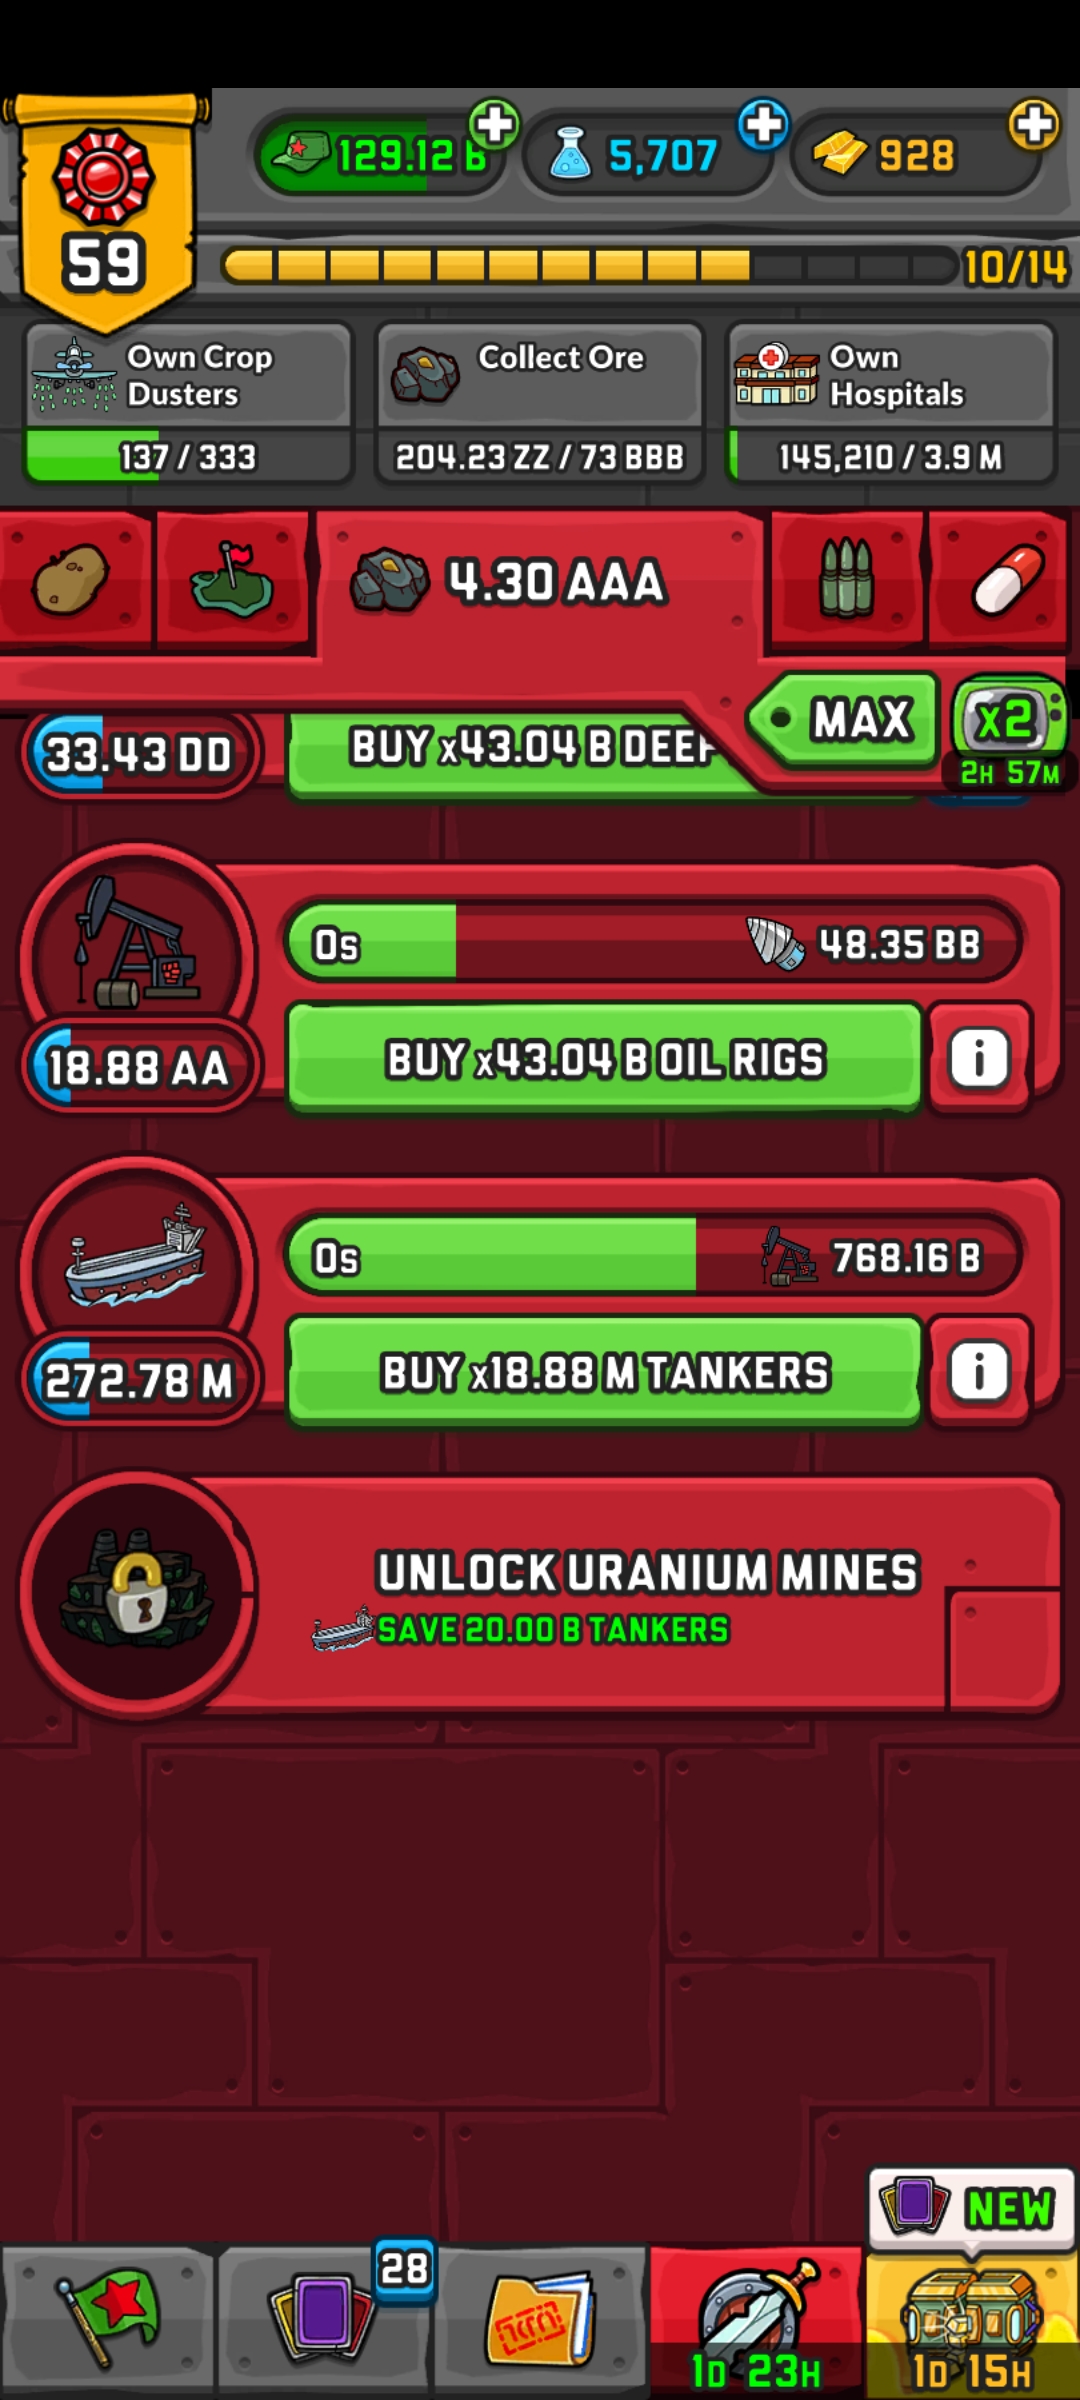 129.12 B
5,707
928
59
10/14
Own Crop
Dusters
137 / 333
Collect Ore
204.23 ZZ / 73 BBB
Own
Hospitals
145,210 / 3.9 M
4.30 AAA
MAX
x2
2H 57M
33.43 DD
BUY x43.04 B DEEP
0s
48.35 BB
18.88 AA
BUY x43.04 B OIL RIGS
i
0s
768.16 B
272.78 M
BUY x18.88 M TANKERS
i
UNLOCK URANIUM MINES
SAVE 20.00 B TANKERS
NEW
28
1D 23H
1D 15H